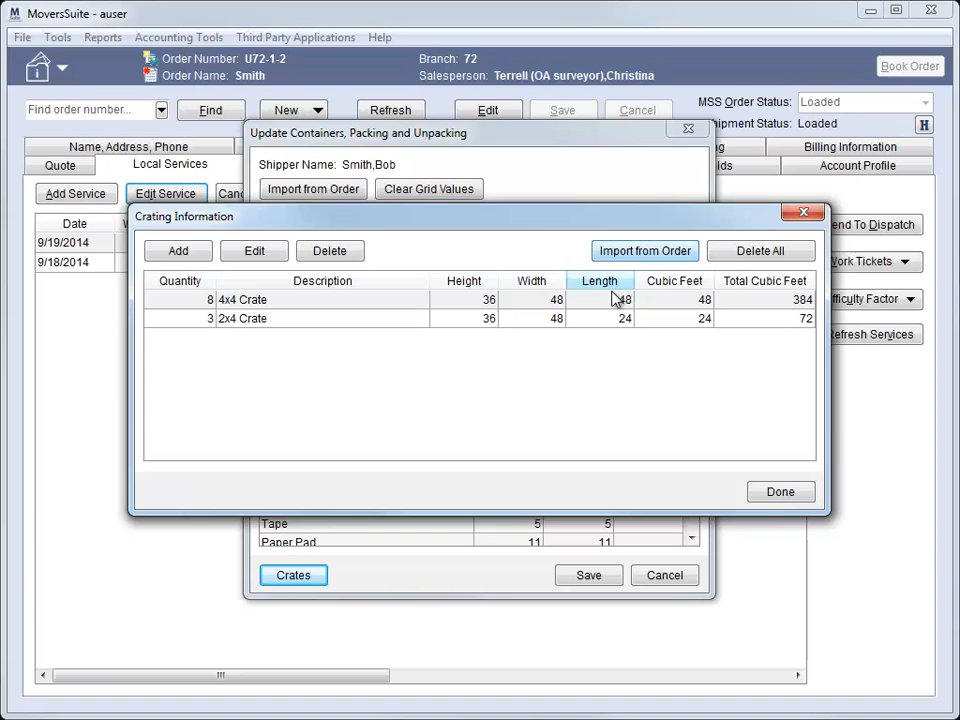 MoversSuite - auser
File Tools Reports Accounting Tools Third Party Applications Help
Order Number: U72-1-2
Order Name: Smith
Branch: 72
Salesperson: Terrell (OA surveyor),Christina
Book Order
Find order number... Find New Refresh Edit Save Cancel
MSS Order Status: Loaded
hipment Status: Loaded H
Name, Address, Phone
Billing Information
Quote Local Services
Account Profile
Add Service Edit Service
Date
9/19/2014
9/18/2014
end To Dispatch
ork Tickets
fficulty Factor
efresh Services
Update Containers, Packing and Unpacking
Shipper Name: Smith,Bob
Import from Order Clear Grid Values
Crating Information
Add Edit Delete Import from Order Delete All
Quantity Description Height Width Length Cubic Feet Total Cubic Feet
8 4x4 Crate 36 48 48 48 384
3 2x4 Crate 36 48 24 24 72
Done
Tape 5 5
Paper Pad 11 11
Crates Save Cancel